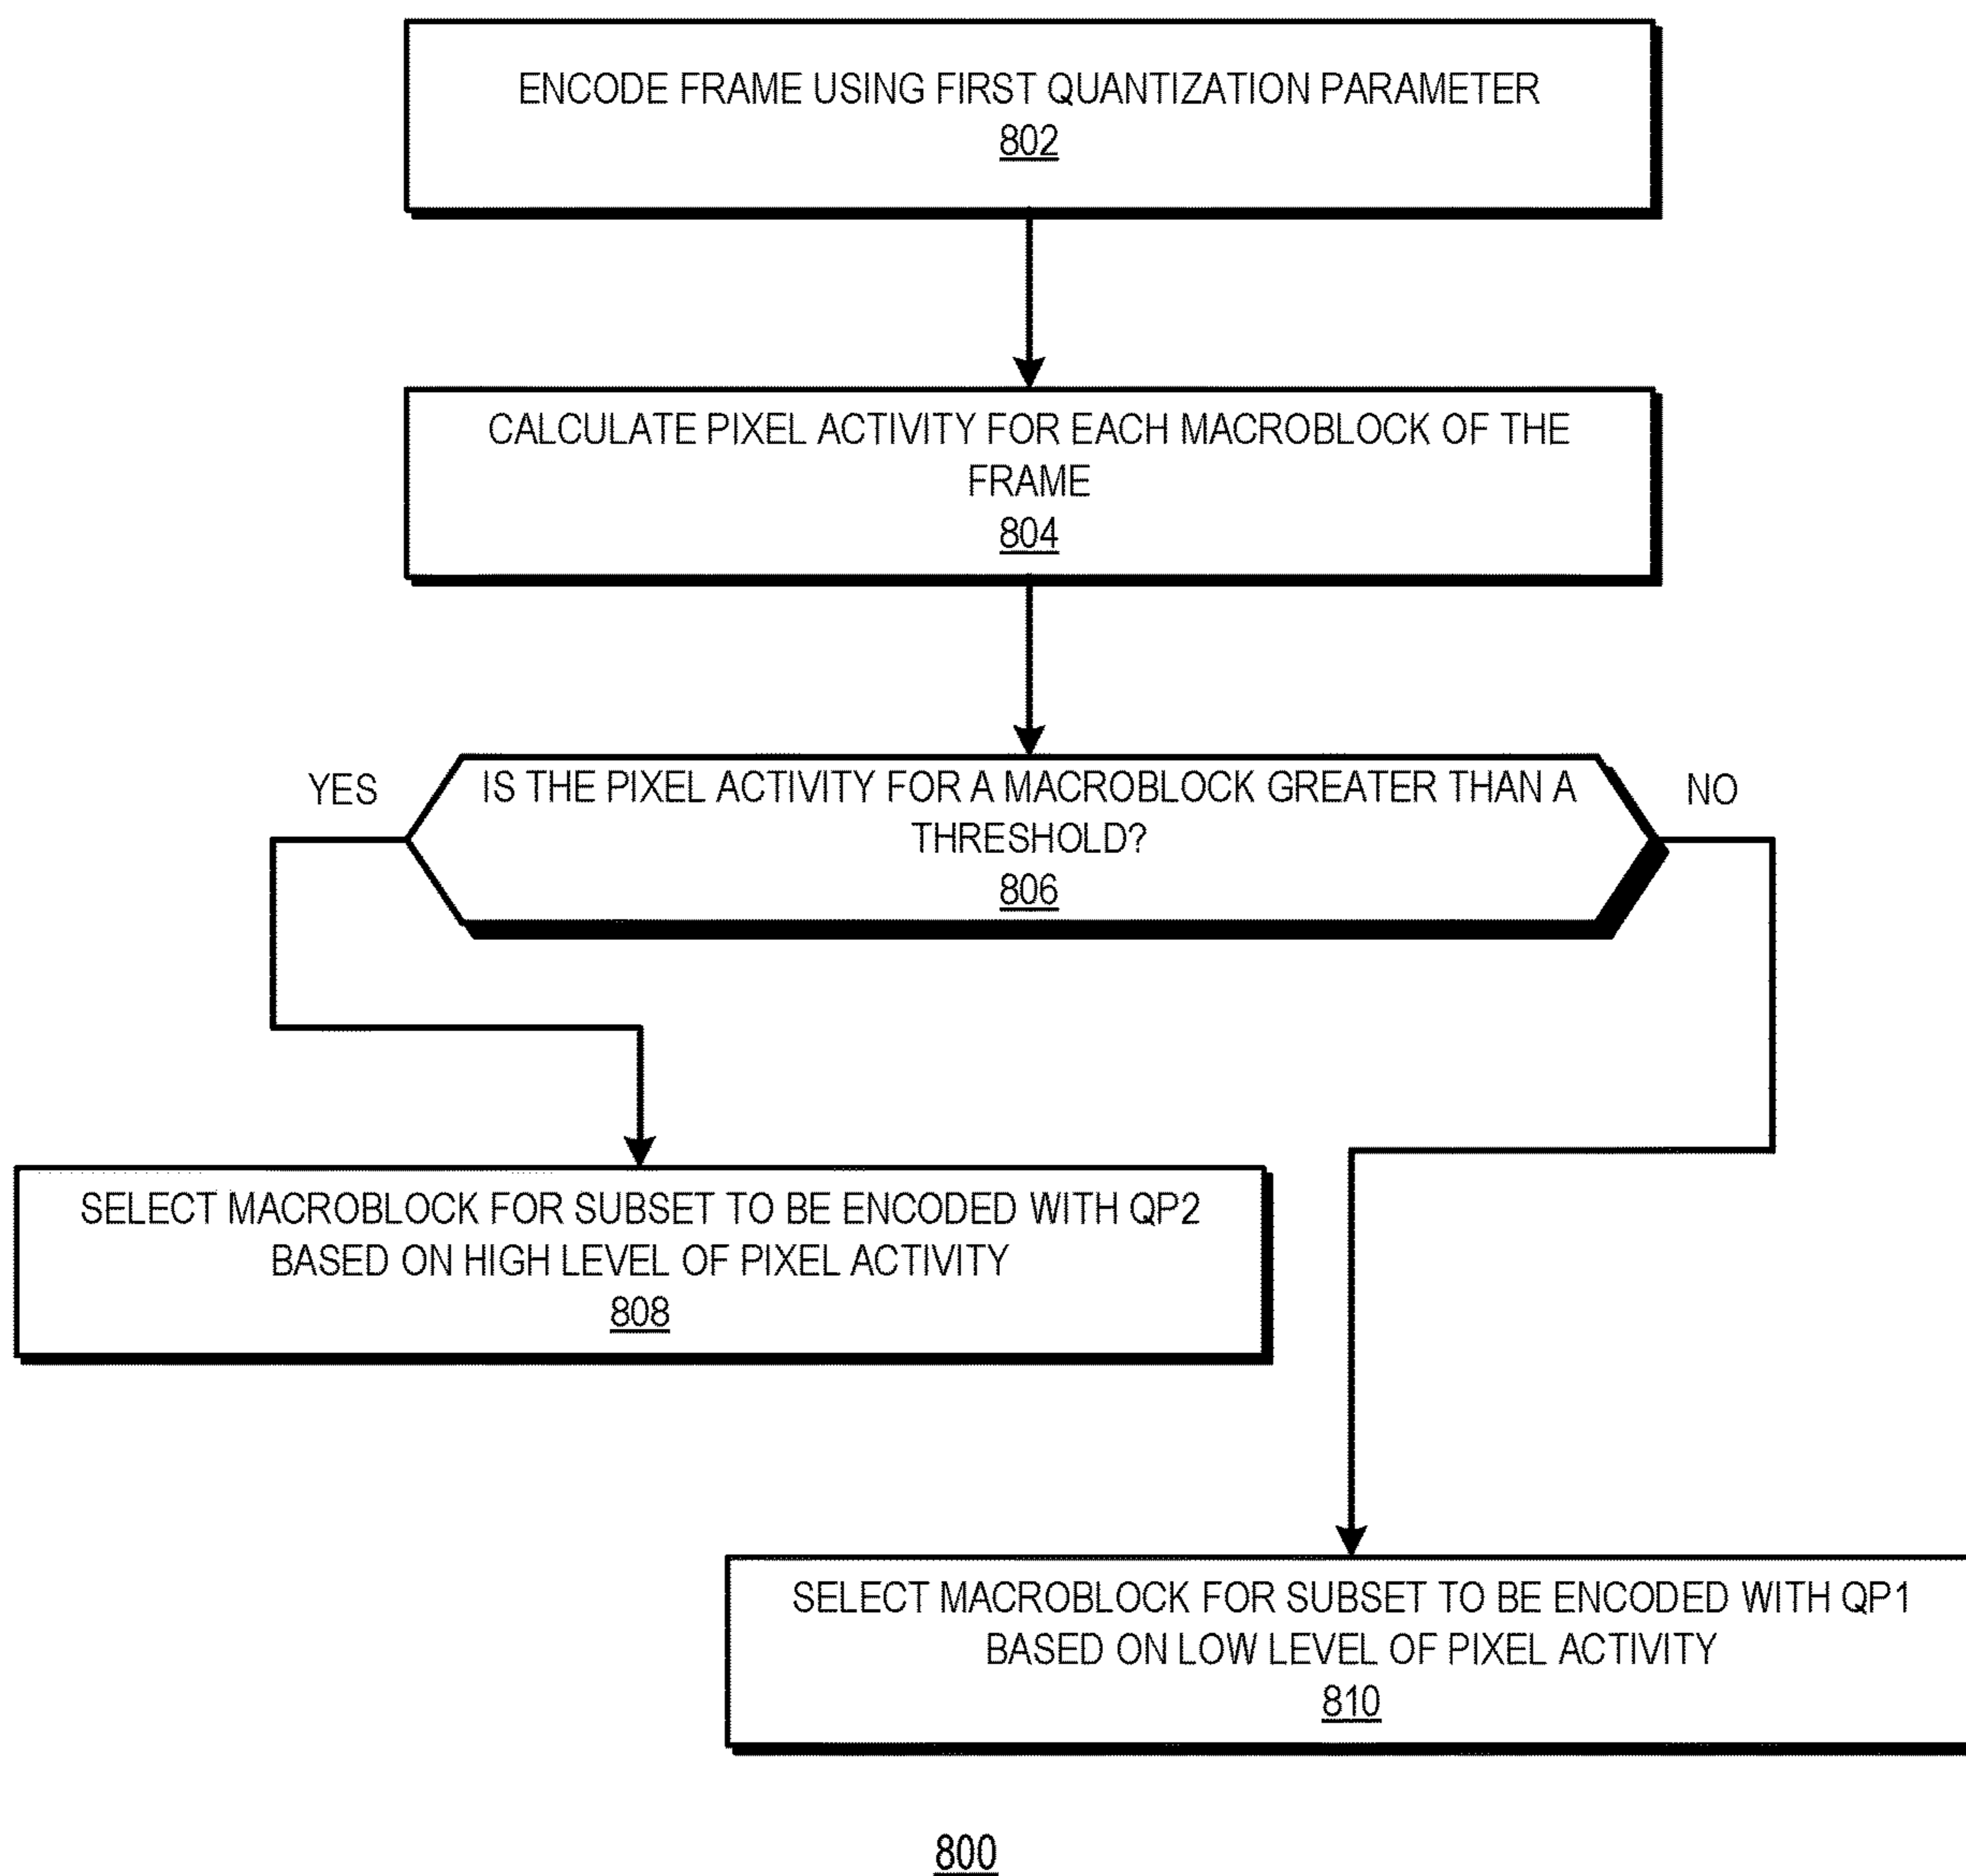 ENCODE FRAME USING FIRST QUANTIZATION PARAMETER
802
CALCULATE PIXEL ACTIVITY FOR EACH MACROBLOCK OF THE
FRAME
804
YES
IS THE PIXEL ACTIVITY FOR A MACROBLOCK GREATER THAN A
THRESHOLD?
806
NO
SELECT MACROBLOCK FOR SUBSET TO BE ENCODED WITH QP2
BASED ON HIGH LEVEL OF PIXEL ACTIVITY
808
SELECT MACROBLOCK FOR SUBSET TO BE ENCODED WITH QP1
BASED ON LOW LEVEL OF PIXEL ACTIVITY
810
800